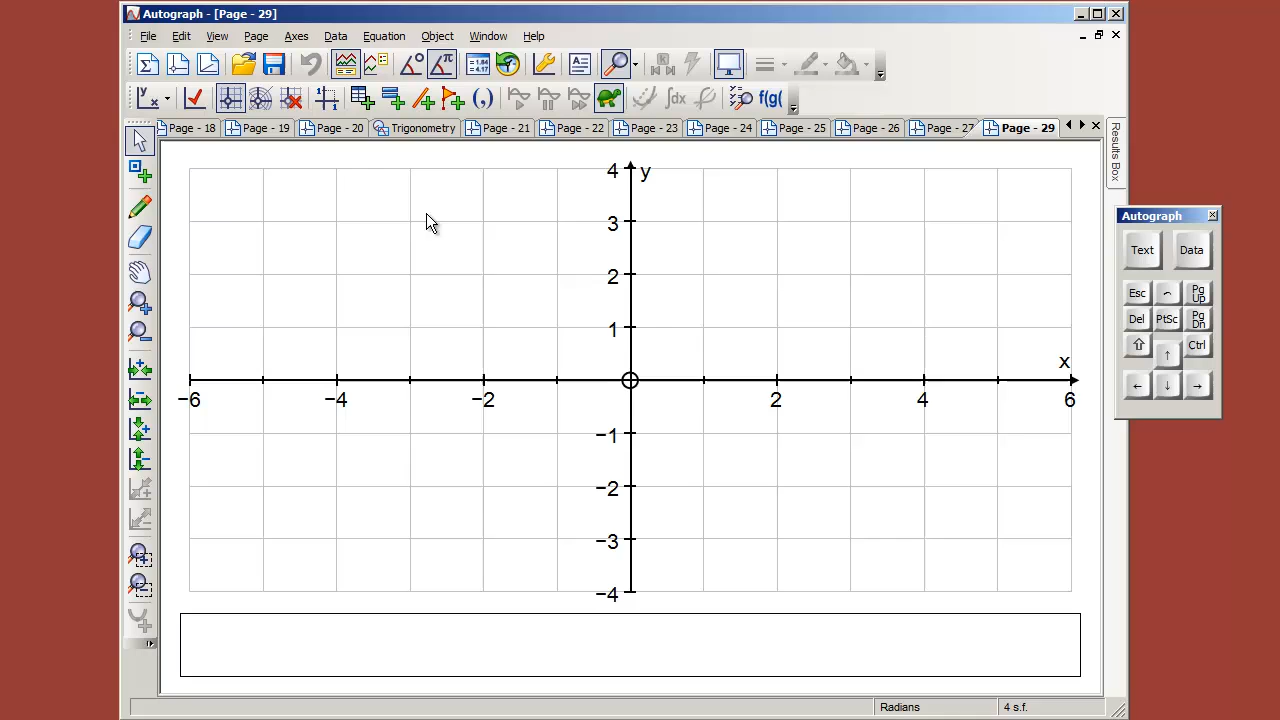 Autograph - [Page - 29]
File Edit View Page Axes Data Equation Object Window Help
f(g(
Page - 18 Page - 19 Page - 20 Trigonometry Page - 21 Page - 22 Page - 23 Page - 24 Page - 25 Page - 26 Page - 27 Page - 29
Results Box
Autograph
Text Data
Esc Pg Up
Del PtSc Pg Dn
Ctrl
4 y
3
2
1
x
−6 −4 −2 2 4 6
−1
−2
−3
−4
Radians 4 s.f.